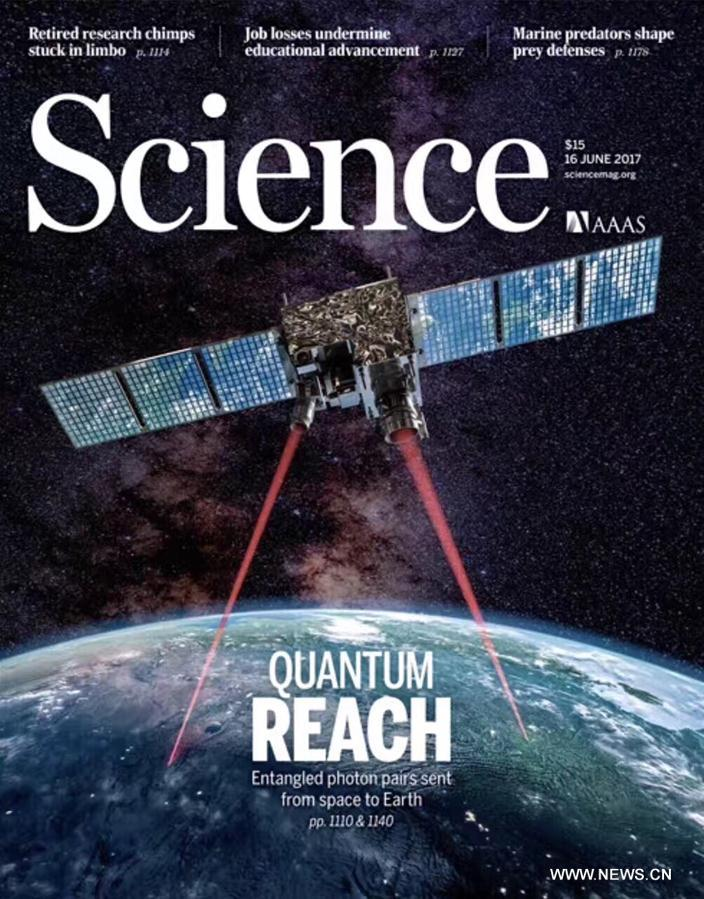 Retired research chimps
stuck in limbo p. 1114
Job losses undermine
educational advancement p. 1127
Marine predators shape
prey defenses p. 1178
Science
$15
16 JUNE 2017
sciencemag.org
AAAS
QUANTUM
REACH
Entangled photon pairs sent
from space to Earth
pp. 1110 & 1140
WWW.NEWS.CN